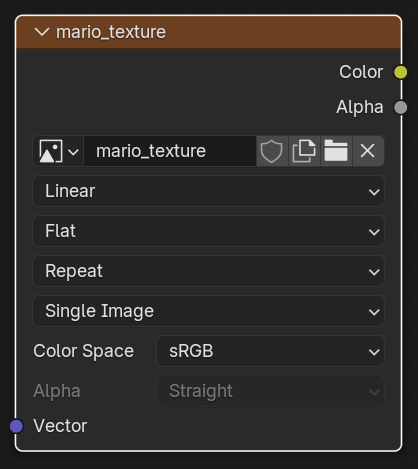 mario_texture
Color
Alpha
mario_texture
Linear
Flat
Repeat
Single Image
Color Space sRGB
Alpha Straight
Vector